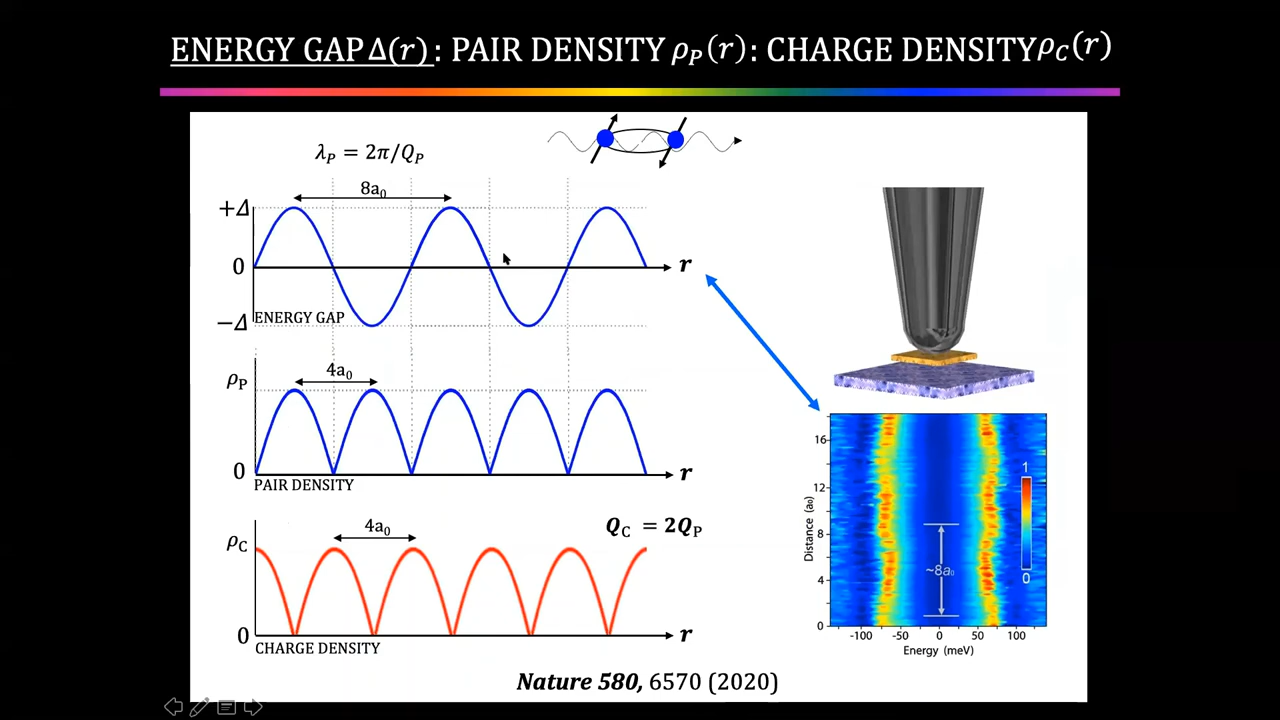 ENERGY GAP Δ(r) : PAIR DENSITY ρ_P(r) : CHARGE DENSITY ρ_C(r)
λ_P = 2π/Q_P
8a₀
+Δ
0
r
−Δ
ENERGY GAP
ρ_P
4a₀
0
r
PAIR DENSITY
ρ_C
4a₀
Q_C = 2Q_P
0
r
CHARGE DENSITY
Nature 580, 6570 (2020)
Distance (a₀)
16
12
8
4
0
~8a₀
1
0
-100 -50 0 50 100
Energy (meV)